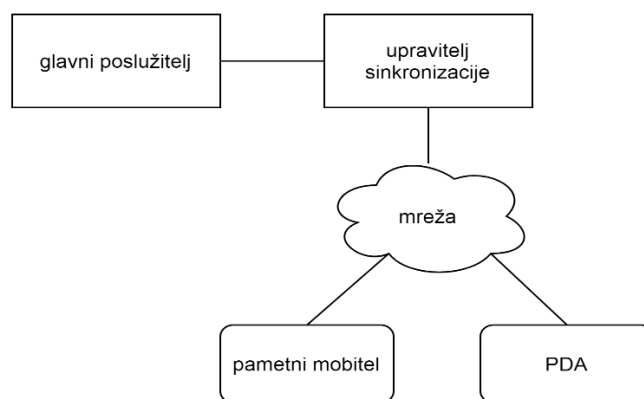 glavni poslužitelj
upravitelj
sinkronizacije
mreža
pametni mobitel
PDA